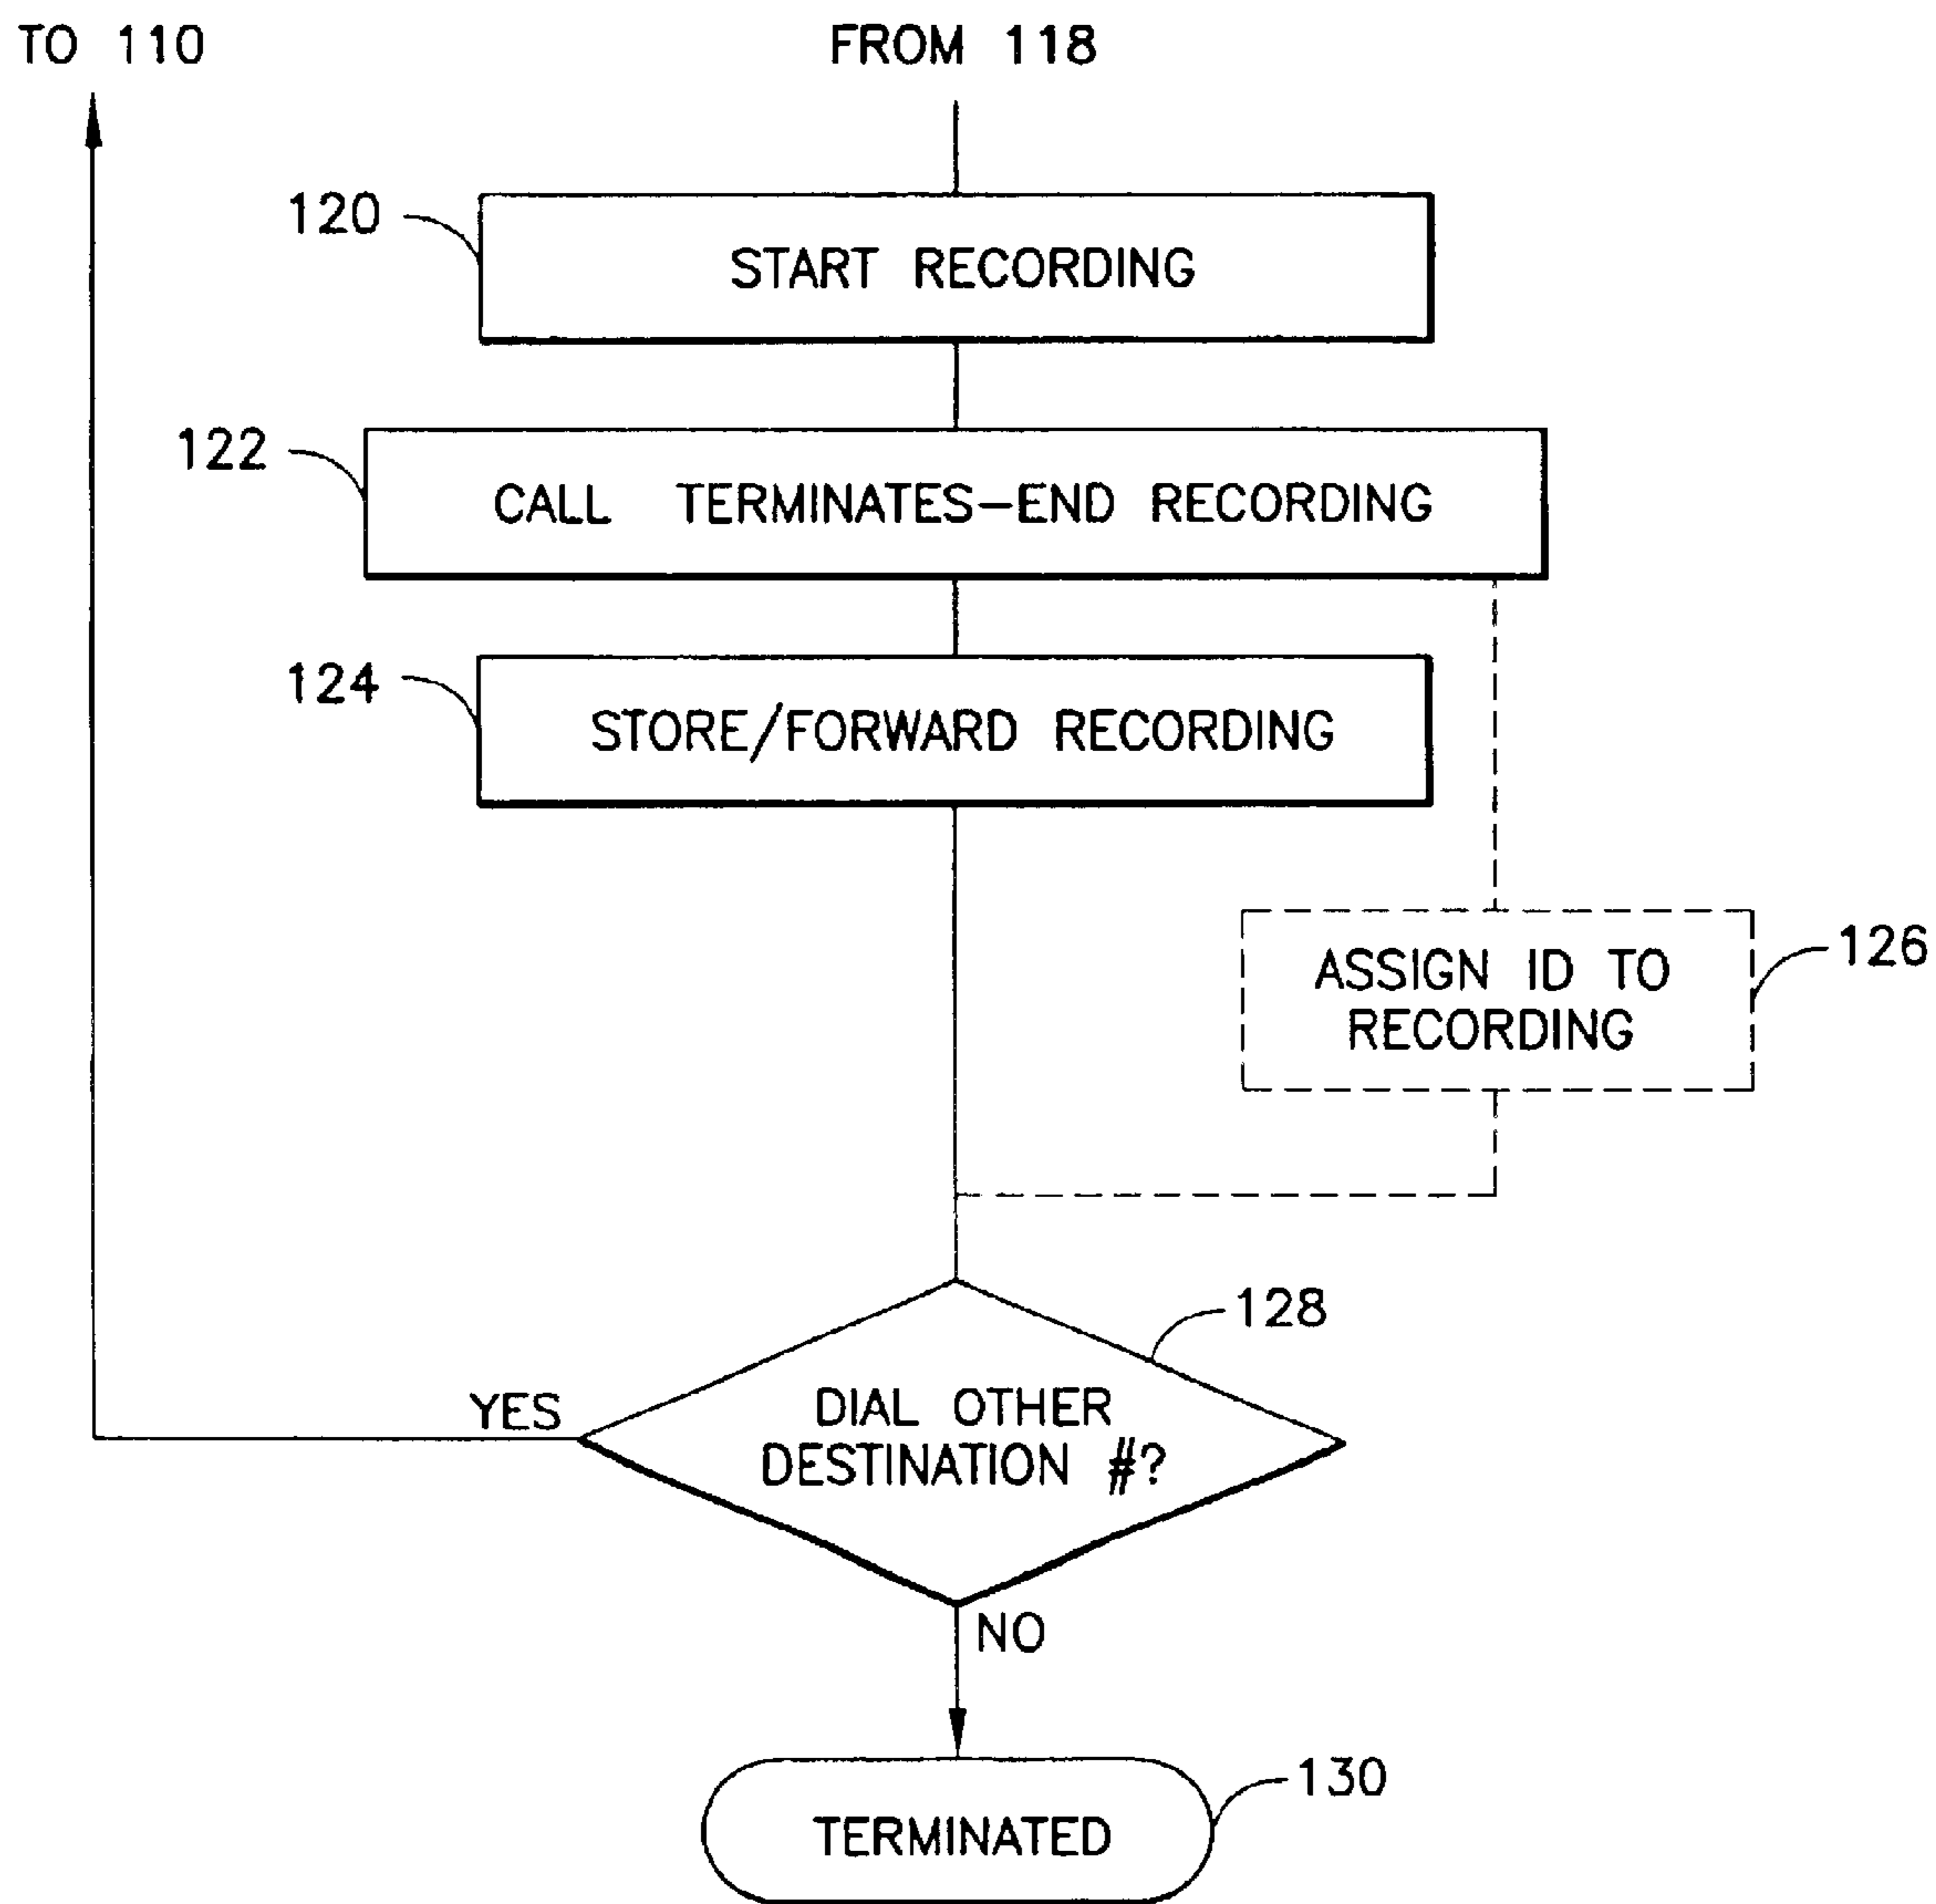 TO 110
FROM 118
120
START RECORDING
122
CALL TERMINATES-END RECORDING
124
STORE/FORWARD RECORDING
ASSIGN ID TO
RECORDING
126
128
YES
DIAL OTHER
DESTINATION #?
NO
130
TERMINATED